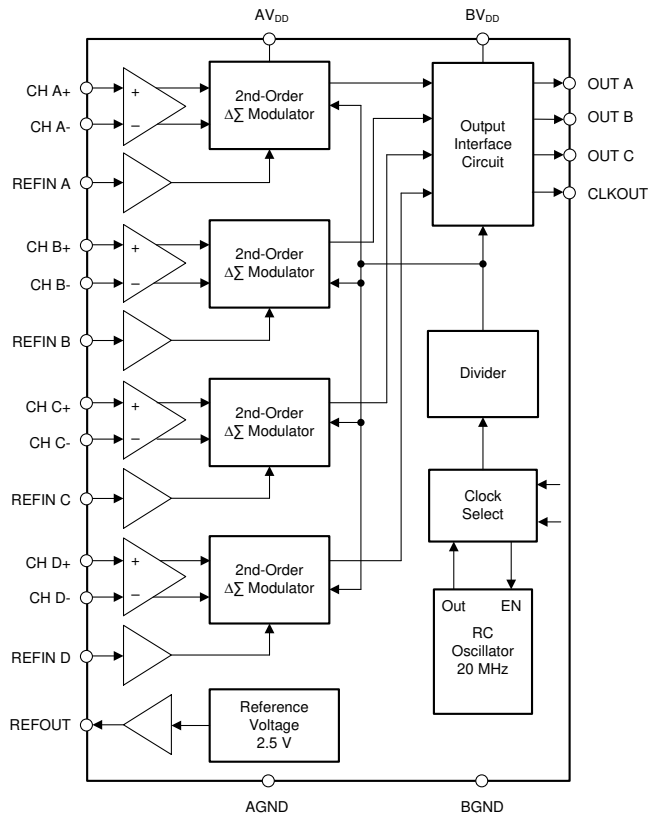 AVDD
BVDD
CH A+
CH A-
REFIN A
+
−
2nd-Order
ΔΣ Modulator
Output
Interface
Circuit
OUT A
OUT B
OUT C
CLKOUT
CH B+
CH B-
REFIN B
+
−
2nd-Order
ΔΣ Modulator
Divider
CH C+
CH C-
REFIN C
+
−
2nd-Order
ΔΣ Modulator
Clock
Select
CH D+
CH D-
REFIN D
+
−
2nd-Order
ΔΣ Modulator
Out
EN
RC
Oscillator
20 MHz
REFOUT
Reference
Voltage
2.5 V
AGND
BGND